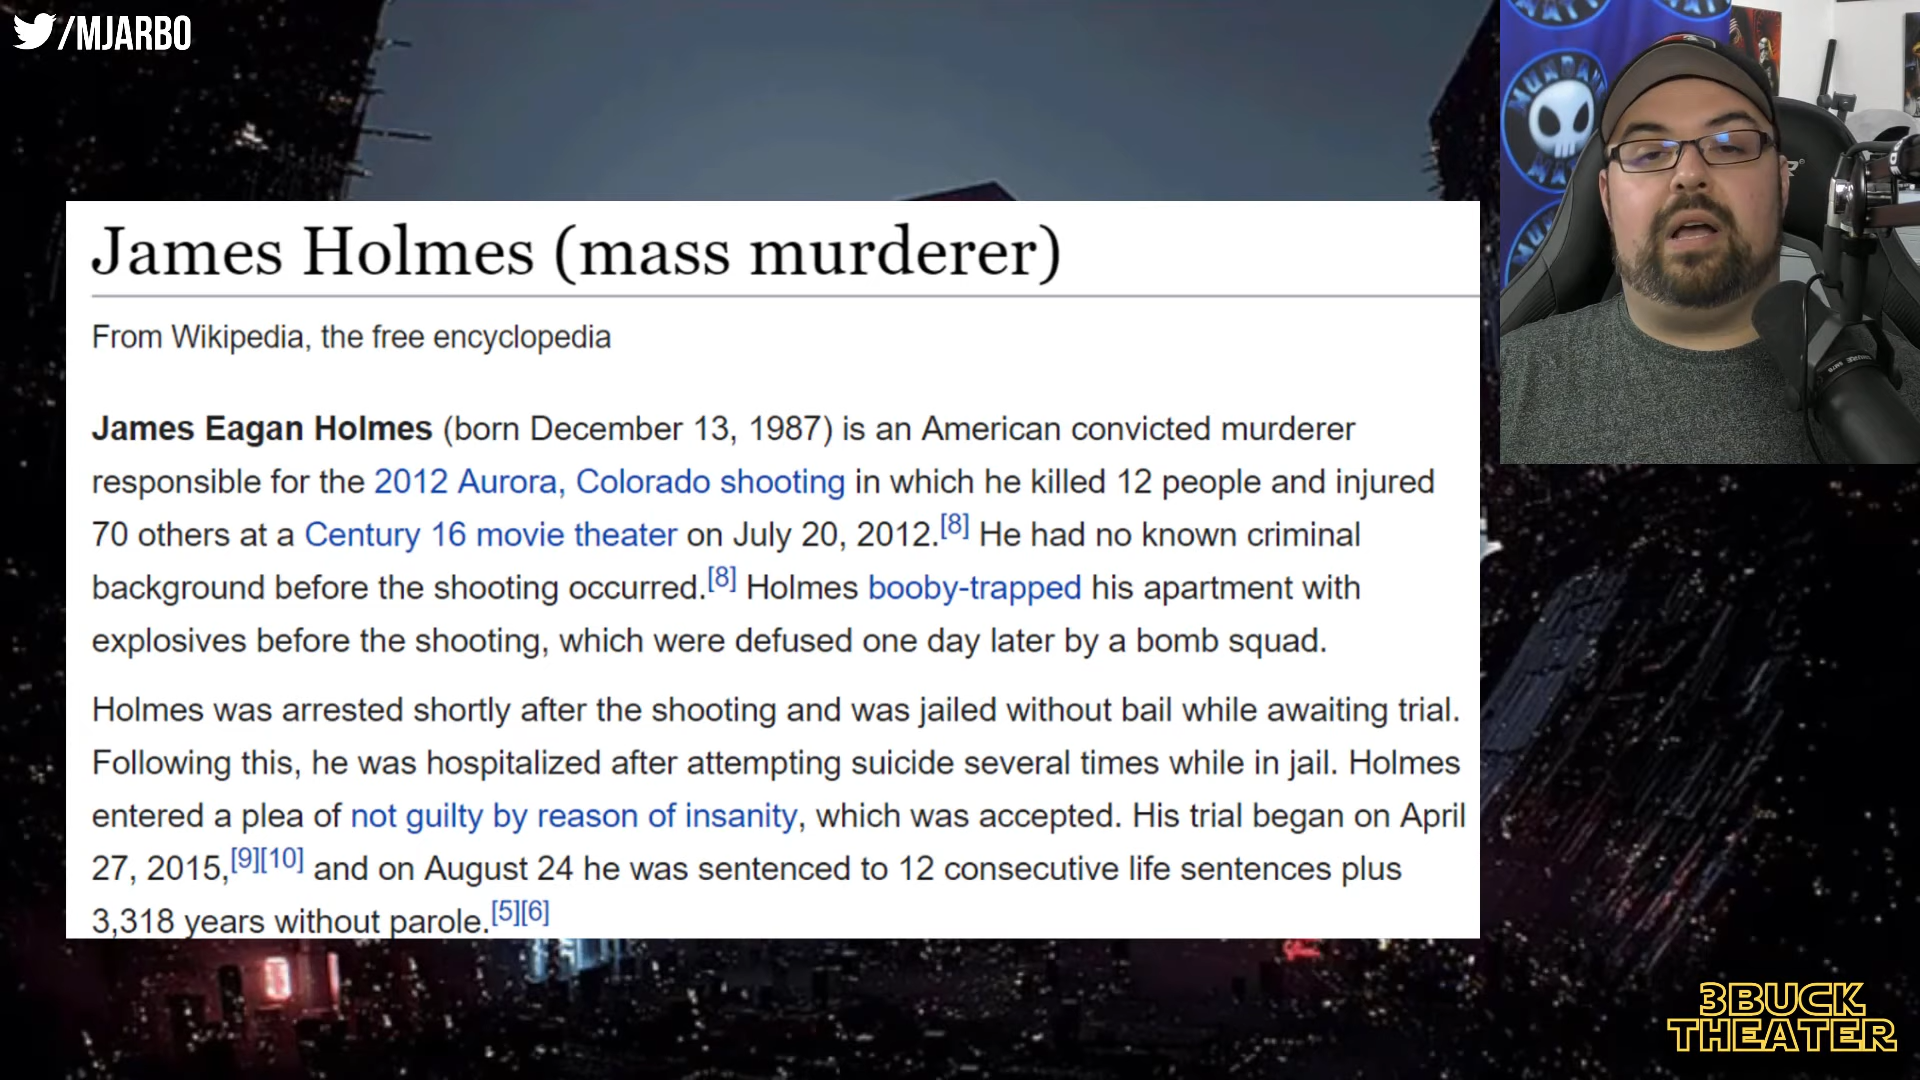 /MJARBO
James Holmes (mass murderer)
From Wikipedia, the free encyclopedia
James Eagan Holmes (born December 13, 1987) is an American convicted murderer
responsible for the 2012 Aurora, Colorado shooting in which he killed 12 people and injured
70 others at a Century 16 movie theater on July 20, 2012.[8] He had no known criminal
background before the shooting occurred.[8] Holmes booby-trapped his apartment with
explosives before the shooting, which were defused one day later by a bomb squad.
Holmes was arrested shortly after the shooting and was jailed without bail while awaiting trial.
Following this, he was hospitalized after attempting suicide several times while in jail. Holmes
entered a plea of not guilty by reason of insanity, which was accepted. His trial began on April
27, 2015,[9][10] and on August 24 he was sentenced to 12 consecutive life sentences plus
3,318 years without parole.[5][6]
3BUCK
THEATER